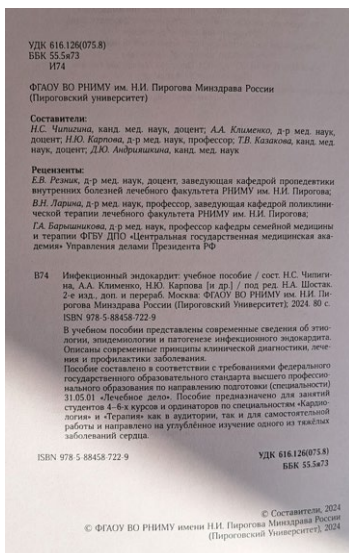 УДК 616.126(075.8)
ББК 55.5я73
И74
ФГАОУ ВО РНИМУ им. Н.И. Пирогова Минздрава России
(Пироговский университет)
Составители:
Н.С. Чипигина, канд. мед. наук, доцент; А.А. Клименко, д-р мед. наук,
доцент; Н.Ю. Карпова, д-р мед. наук, профессор; Т.В. Казакова, канд. мед.
наук, доцент; Д.Ю. Андрияшкина, канд. мед. наук
Рецензенты:
Е.В. Резник, д-р мед. наук, доцент, заведующая кафедрой пропедевтики
внутренних болезней лечебного факультета РНИМУ им. Н.И. Пирогова;
В.Н. Ларина, д-р мед. наук, профессор, заведующая кафедрой поликлини-
ческой терапии лечебного факультета РНИМУ им. Н.И. Пирогова;
Г.А. Барышникова, д-р мед. наук, профессор кафедры семейной медицины
и терапии ФГБУ ДПО «Центральная государственная медицинская ака-
демия» Управления делами Президента РФ
В74 Инфекционный эндокардит: учебное пособие / сост. Н.С. Чипиги-
на, А.А. Клименко, Н.Ю. Карпова [и др.] / под ред. Н.А. Шостак.
2-е изд., доп. и перераб. Москва: ФГАОУ ВО РНИМУ им. Н.И. Пи-
рогова Минздрава России (Пироговский университет); 2024. 80 с.
ISBN 978-5-88458-722-9
В учебном пособии представлены современные сведения об этио-
логии, эпидемиологии и патогенезе инфекционного эндокардита.
Описаны современные принципы клинической диагностики, лече-
ния и профилактики заболевания.
Пособие составлено в соответствии с требованиями федерального
государственного образовательного стандарта высшего профессио-
нального образования по направлению подготовки (специальности)
31.05.01 «Лечебное дело». Пособие предназначено для занятий
студентов 4–6-х курсов и ординаторов по специальностям «Кардио-
логия» и «Терапия» как в аудитории, так и для самостоятельной
работы и направлено на углублённое изучение одного из тяжёлых
заболеваний сердца.
ISBN 978-5-88458-722-9
УДК 616.126(075.8)
ББК 55.5я73
© Составители, 2024
© ФГАОУ ВО РНИМУ имени Н.И. Пирогова Минздрава России
(Пироговский университет), 2024